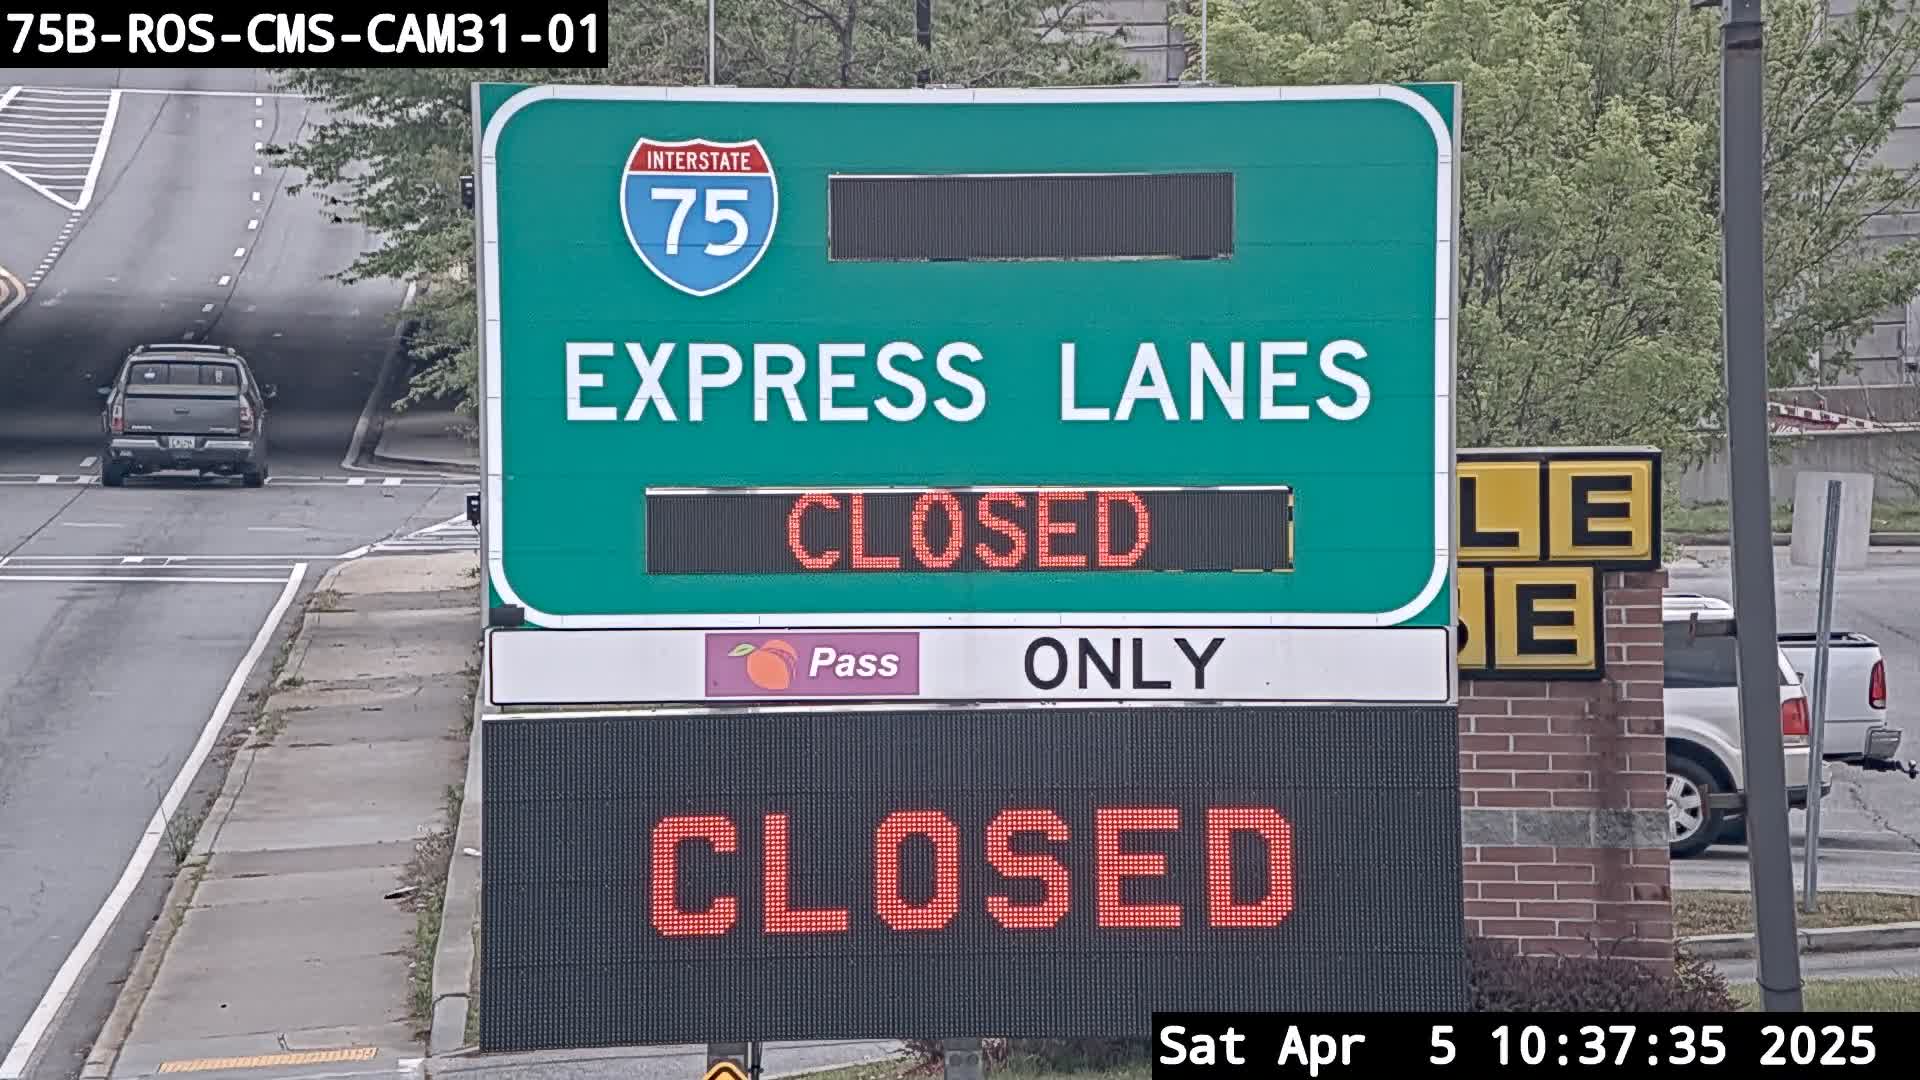 75B-ROS-CMS-CAM31-01
INTERSTATE
75
EXPRESS LANES
CLOSED
Pass ONLY
CLOSED
LE
E
Sat Apr 5 10:37:35 2025